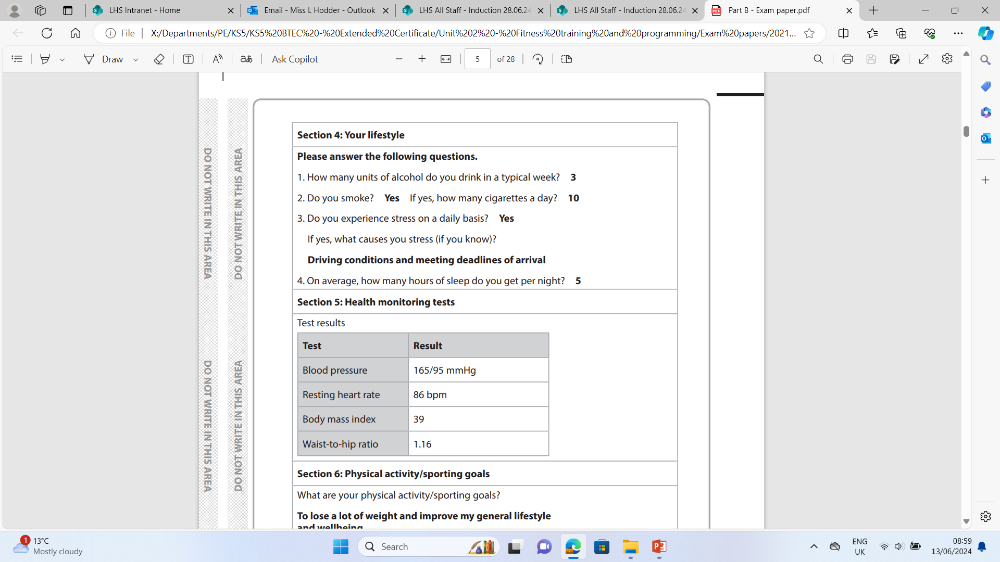 LHS Intranet - Home
Email - Miss L Hodder - Outlook
LHS All Staff - Induction 28.06.24
LHS All Staff - Induction 28.06.24
PDF
Part B - Exam paper.pdf
File
X:/Departments/PE/KS5/KS5%20BTEC%20-%20Extended%20Certificate/Unit%202%20-%20Fitness%20training%20and%20programming/Exam%20papers/2021...
Draw
aあ
Ask Copilot
5 of 28
DO NOT WRITE IN THIS AREA
DO NOT WRITE IN THIS AREA
DO NOT WRITE IN THIS AREA
DO NOT WRITE IN THIS AREA
Section 4: Your lifestyle
Please answer the following questions.
1. How many units of alcohol do you drink in a typical week? 3
2. Do you smoke? Yes If yes, how many cigarettes a day? 10
3. Do you experience stress on a daily basis? Yes
If yes, what causes you stress (if you know)?
Driving conditions and meeting deadlines of arrival
4. On average, how many hours of sleep do you get per night? 5
Section 5: Health monitoring tests
Test results
Test Result
Blood pressure 165/95 mmHg
Resting heart rate 86 bpm
Body mass index 39
Waist-to-hip ratio 1.16
Section 6: Physical activity/sporting goals
What are your physical activity/sporting goals?
To lose a lot of weight and improve my general lifestyle
and wellbeing
1
13°C
Mostly cloudy
Search
ENG
UK
08:59
13/06/2024